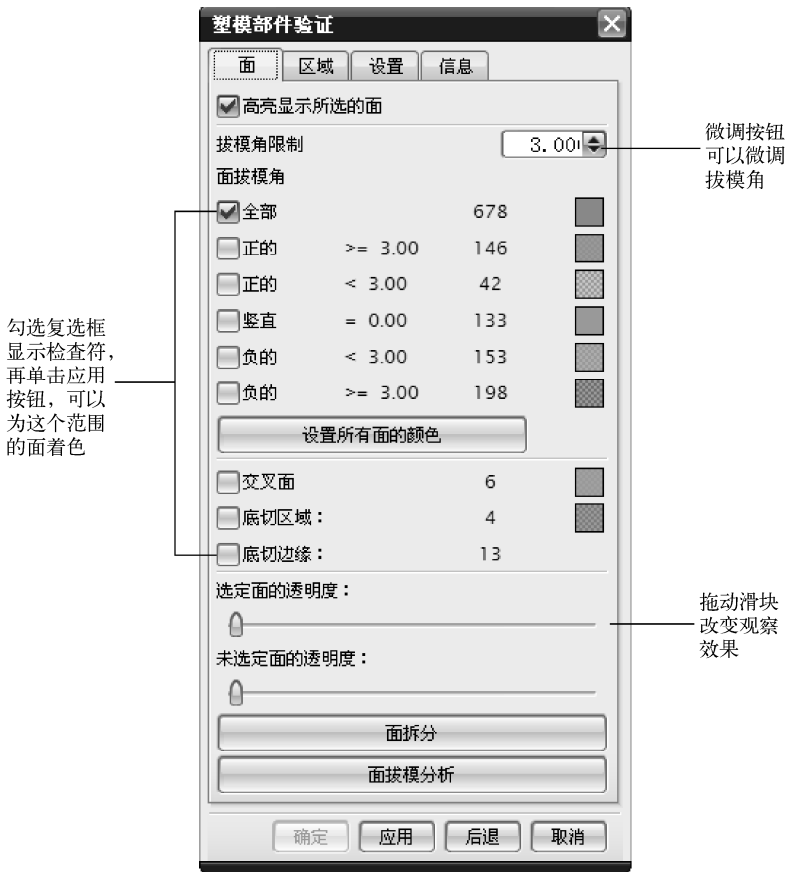 塑模部件验证
面 区域 设置 信息
高亮显示所选的面
拔模角限制 3.00
面拔模角
全部 678
正的 >= 3.00 146
正的 < 3.00 42
竖直 = 0.00 133
负的 < 3.00 153
负的 >= 3.00 198
设置所有面的颜色
交叉面 6
底切区域： 4
底切边缘： 13
选定面的透明度：
未选定面的透明度：
面拆分
面拔模分析
确定 应用 后退 取消
勾选复选框
显示检查符，
再单击应用
按钮，可以
为这个范围
的面着色
微调按钮
可以微调
拔模角
拖动滑块
改变观察
效果